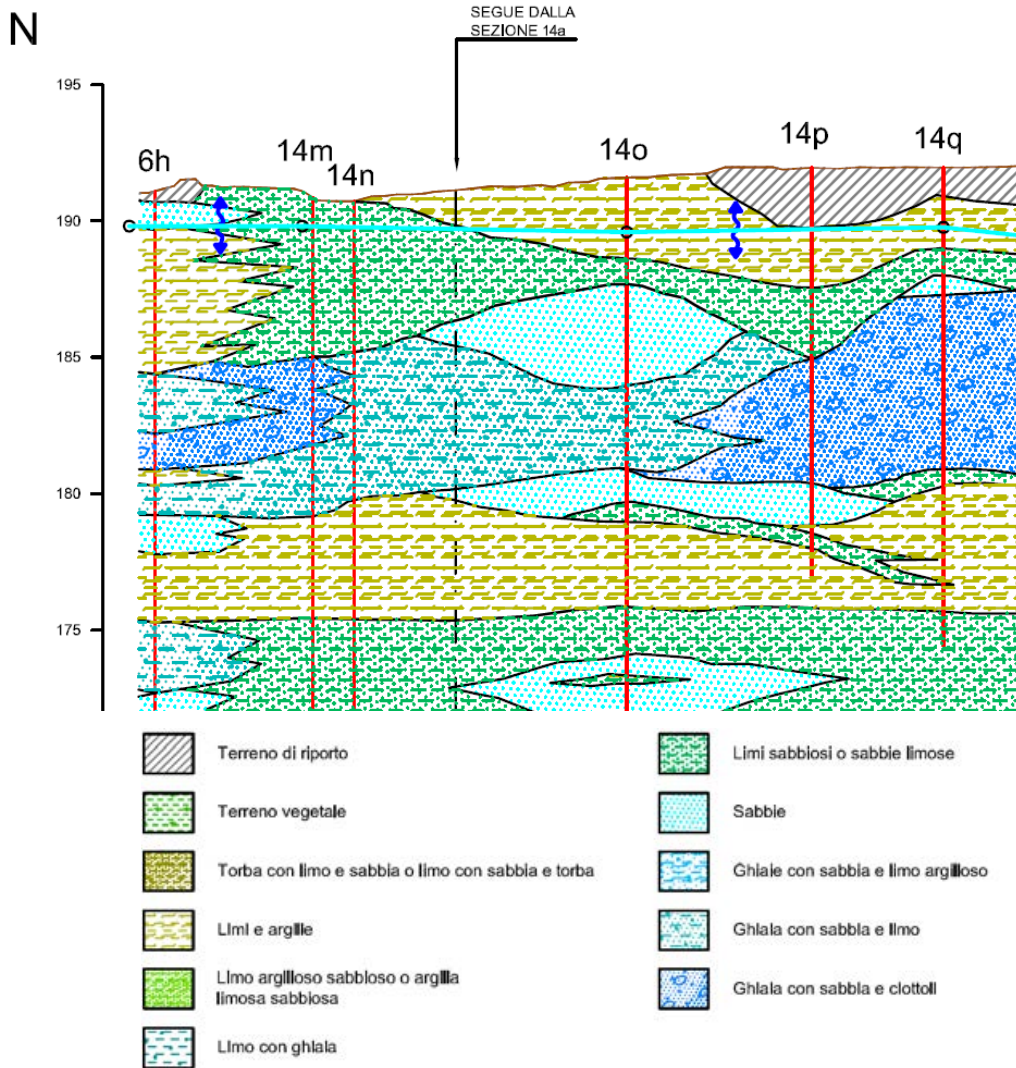 N
SEGUE DALLA
SEZIONE 14a
195
6h
14m
14n
14o
14p
14q
190
185
180
175
Terreno di riporto
Terreno vegetale
Torba con limo e sabbia o limo con sabbia e torba
Limi e argille
Limo argilloso sabbioso o argilla
limosa sabbiosa
Limo con ghiaia
Limi sabbiosi o sabbie limose
Sabbie
Ghiaie con sabbia e limo argilloso
Ghiaia con sabbia e limo
Ghiaia con sabbia e ciottoli